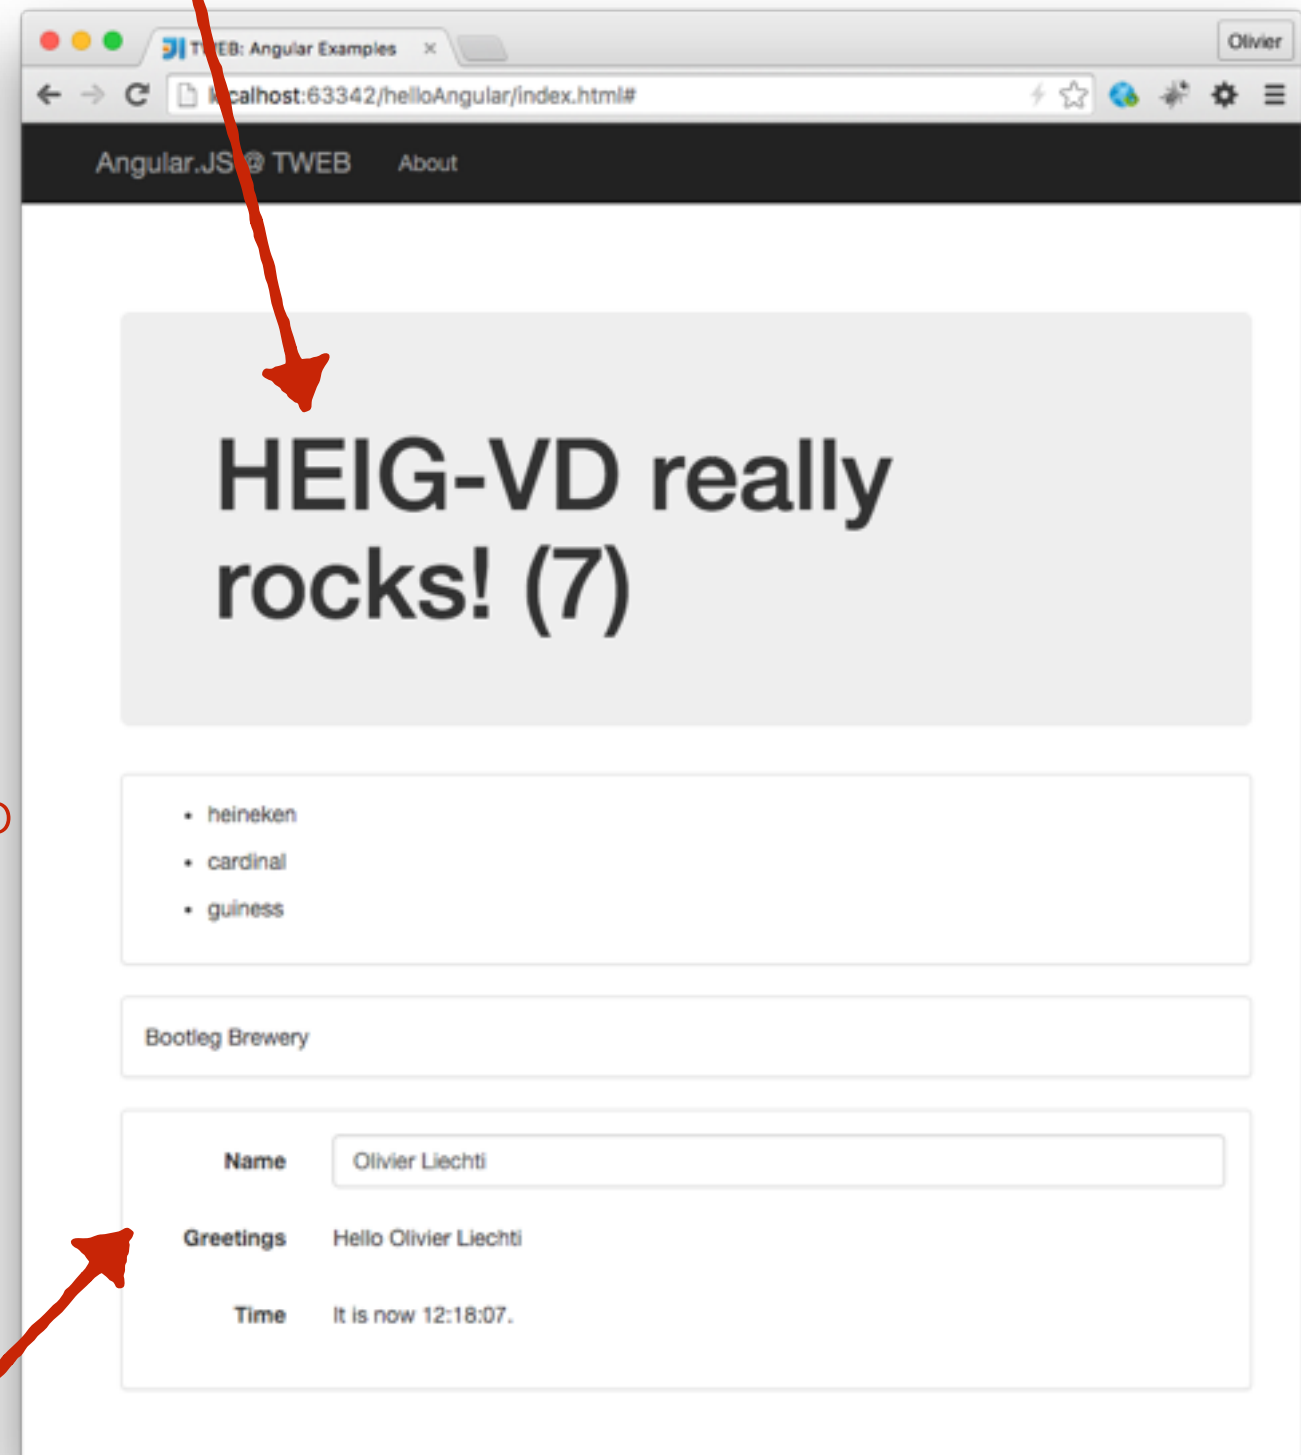 TWEB: Angular Examples
Olivier
localhost:63342/helloAngular/index.html#
Angular.JS @ TWEB About
HEIG-VD really
rocks! (7)
heineken
cardinal
guiness
Bootleg Brewery
Name Olivier Liechti
Greetings Hello Olivier Liechti
Time It is now 12:18:07.